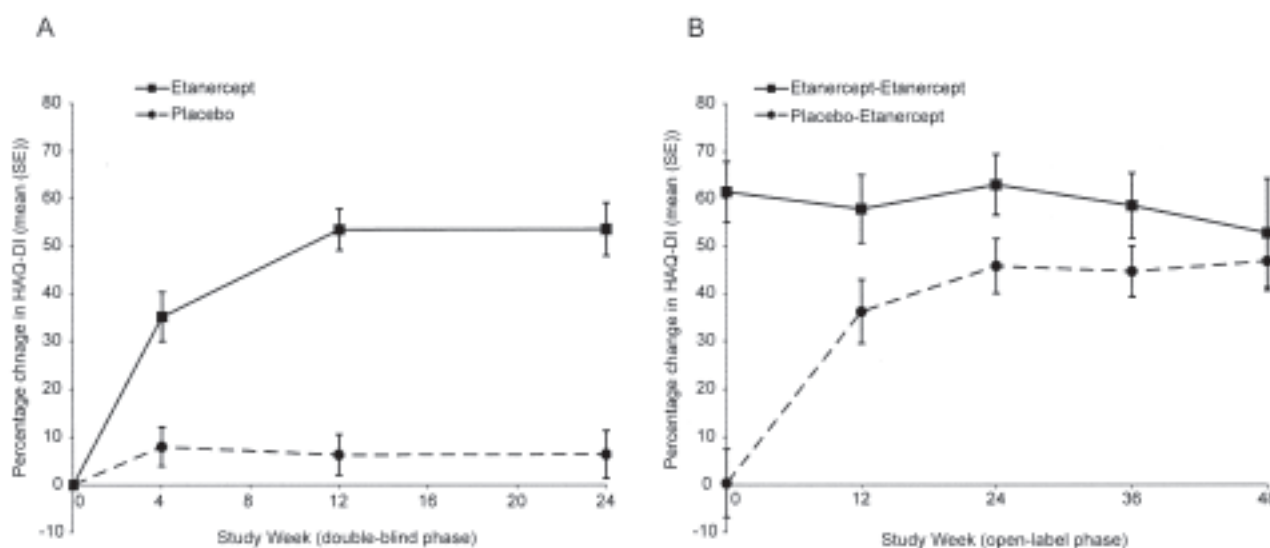 A
Etanercept
Placebo
Percentage chnage in HAQ-DI (mean (SE))
80
70
60
50
40
30
20
10
0
-10
0 4 8 12 16 20 24
Study Week (double-blind phase)
B
Etanercept-Etanercept
Placebo-Etanercept
Percentage change in HAQ-DI (mean (SE))
80
70
60
50
40
30
20
10
0
-10
0 12 24 36
Study Week (open-label phase)